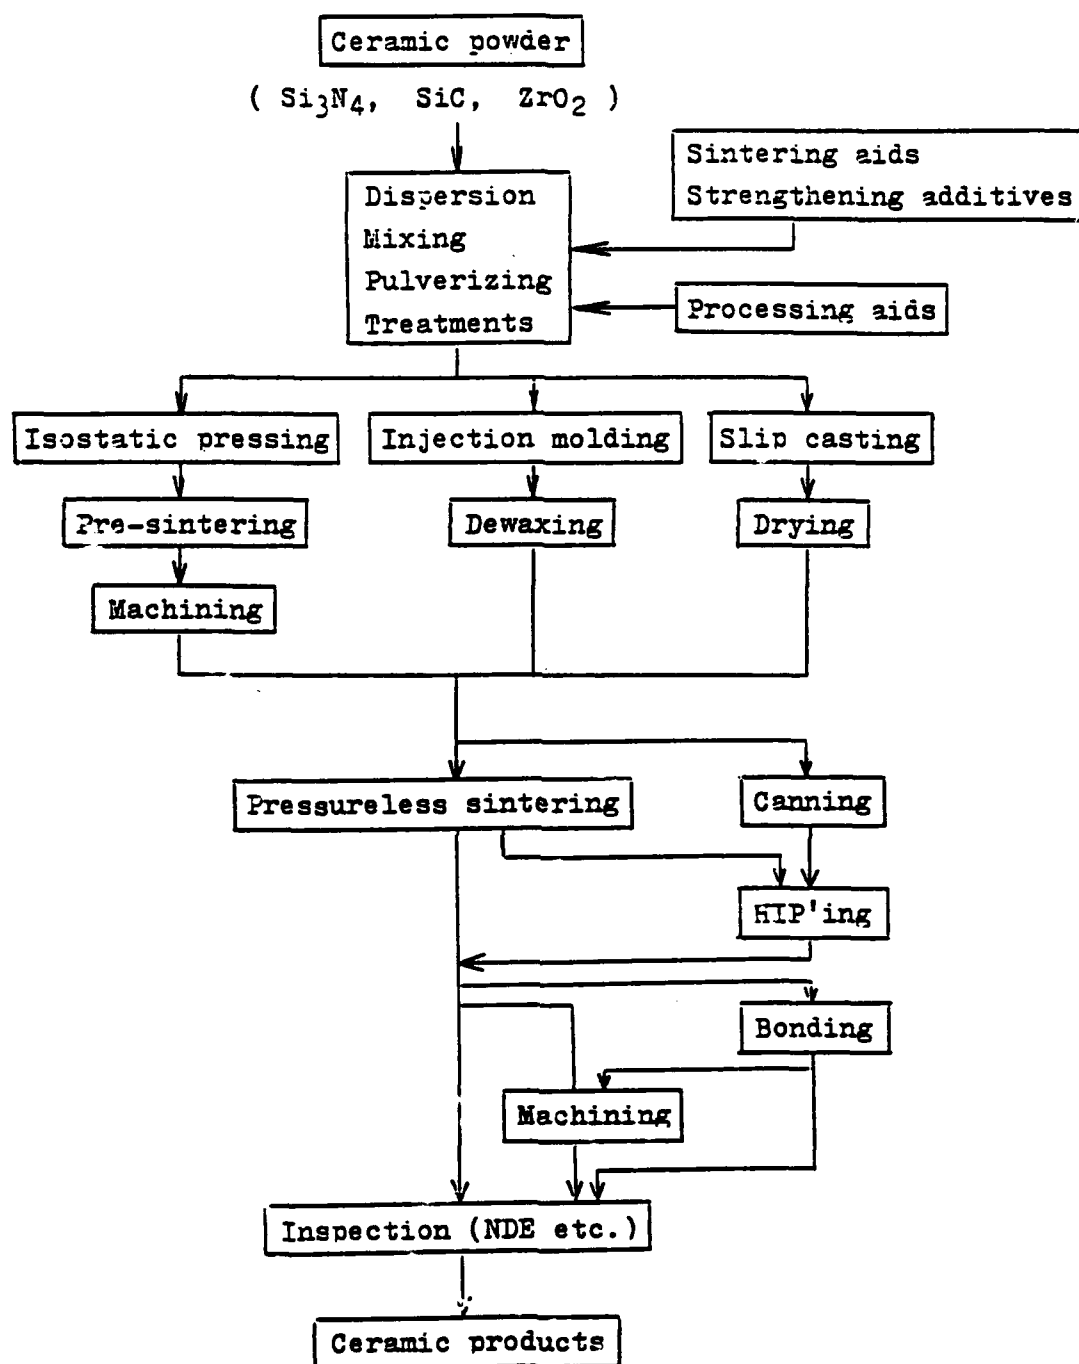 Ceramic powder
( Si3N4, SiC, ZrO2 )
Sintering aids
Strengthening additives
Dispersion
Mixing
Pulverizing
Treatments
Processing aids
Isostatic pressing
Injection molding
Slip casting
Pre-sintering
Dewaxing
Drying
Machining
Pressureless sintering
Canning
HIP'ing
Bonding
Machining
Inspection (NDE etc.)
Ceramic products